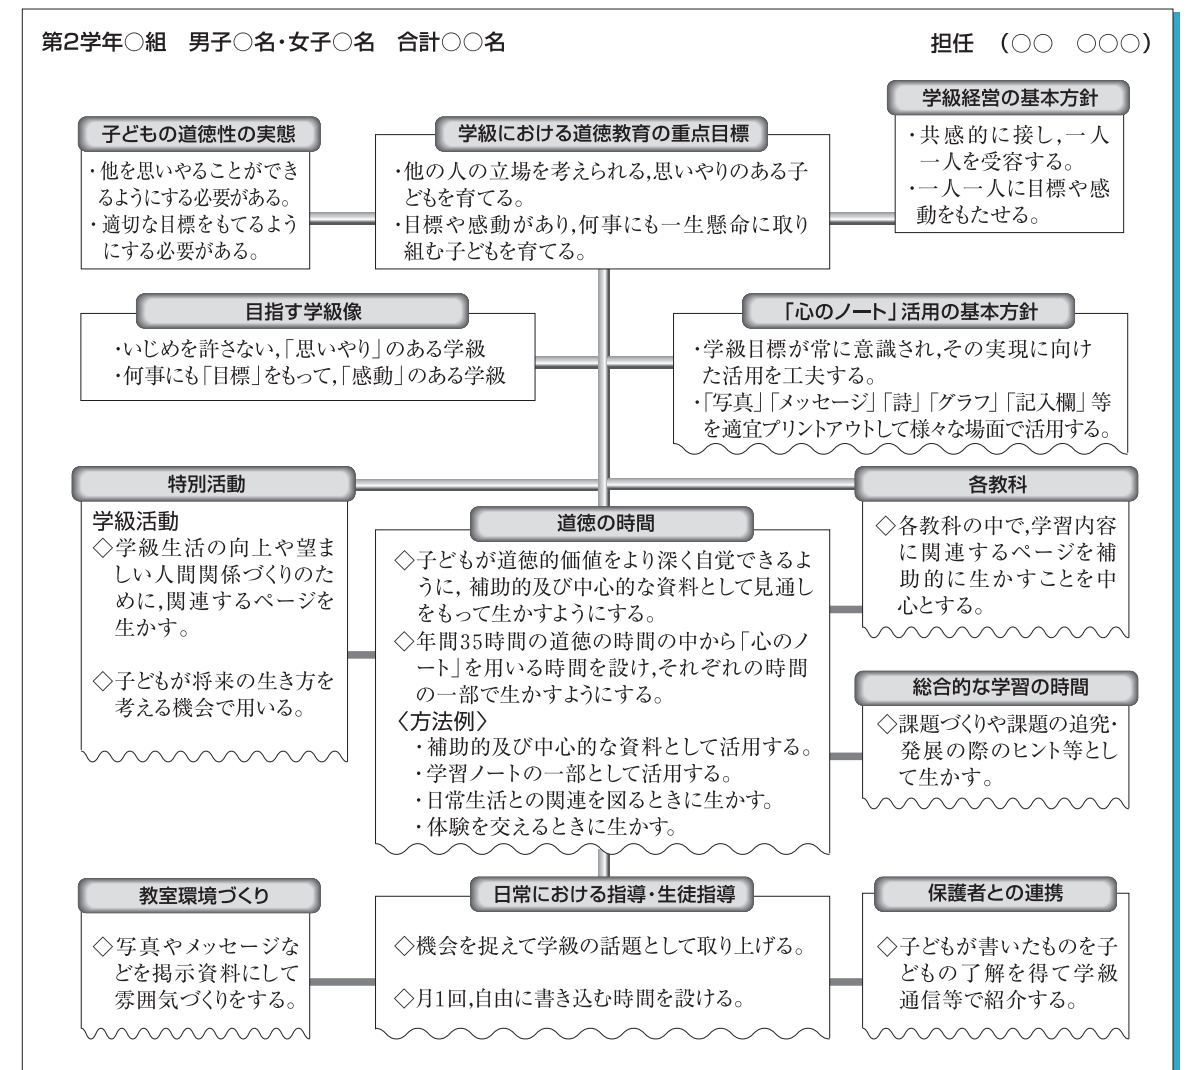 第2学年○組　男子○名・女子○名　合計○○名
担任　（○○　○○○）
子どもの道徳性の実態
・他を思いやることができ
るようにする必要がある。
・適切な目標をもてるよう
にする必要がある。
学級における道徳教育の重点目標
・他の人の立場を考えられる,思いやりのある子
どもを育てる。
・目標や感動があり,何事にも一生懸命に取り
組む子どもを育てる。
学級経営の基本方針
・共感的に接し,一人
一人を受容する。
・一人一人に目標や感
動をもたせる。
目指す学級像
・いじめを許さない,「思いやり」のある学級
・何事にも「目標」をもって,「感動」のある学級
「心のノート」活用の基本方針
・学級目標が常に意識され,その実現に向け
た活用を工夫する。
・「写真」「メッセージ」「詩」「グラフ」「記入欄」等
を適宜プリントアウトして様々な場面で活用する。
特別活動
学級活動
◇学級生活の向上や望ま
しい人間関係づくりのた
めに,関連するページを
生かす。
◇子どもが将来の生き方を
考える機会で用いる。
道徳の時間
◇子どもが道徳的価値をより深く自覚できるよ
うに, 補助的及び中心的な資料として見通し
をもって生かすようにする。
◇年間35時間の道徳の時間の中から「心のノ
ート」を用いる時間を設け,それぞれの時間
の一部で生かすようにする。
〈方法例〉
・補助的及び中心的な資料として活用する。
・学習ノートの一部として活用する。
・日常生活との関連を図るときに生かす。
・体験を交えるときに生かす。
各教科
◇各教科の中で,学習内容
に関連するページを補
助的に生かすことを中
心とする。
総合的な学習の時間
◇課題づくりや課題の追究・
発展の際のヒント等とし
て生かす。
教室環境づくり
◇写真やメッセージな
どを掲示資料にして
雰囲気づくりをする。
日常における指導・生徒指導
◇機会を捉えて学級の話題として取り上げる。
◇月1回,自由に書き込む時間を設ける。
保護者との連携
◇子どもが書いたものを子
どもの了解を得て学級
通信等で紹介する。